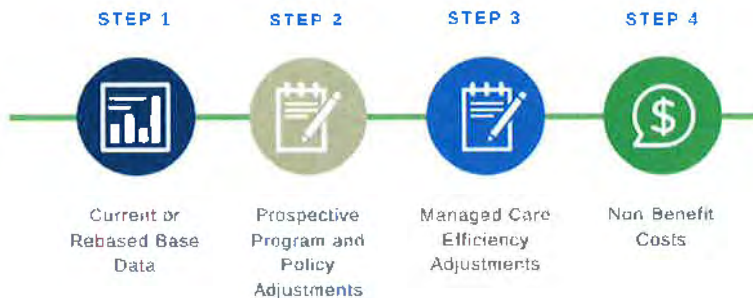 STEP 1
STEP 2
STEP 3
STEP 4
$
Current or
Rebased Base
Data
Prospective
Program and
Policy
Adjustments
Managed Care
Efficiency
Adjustments
Non Benefit
Costs